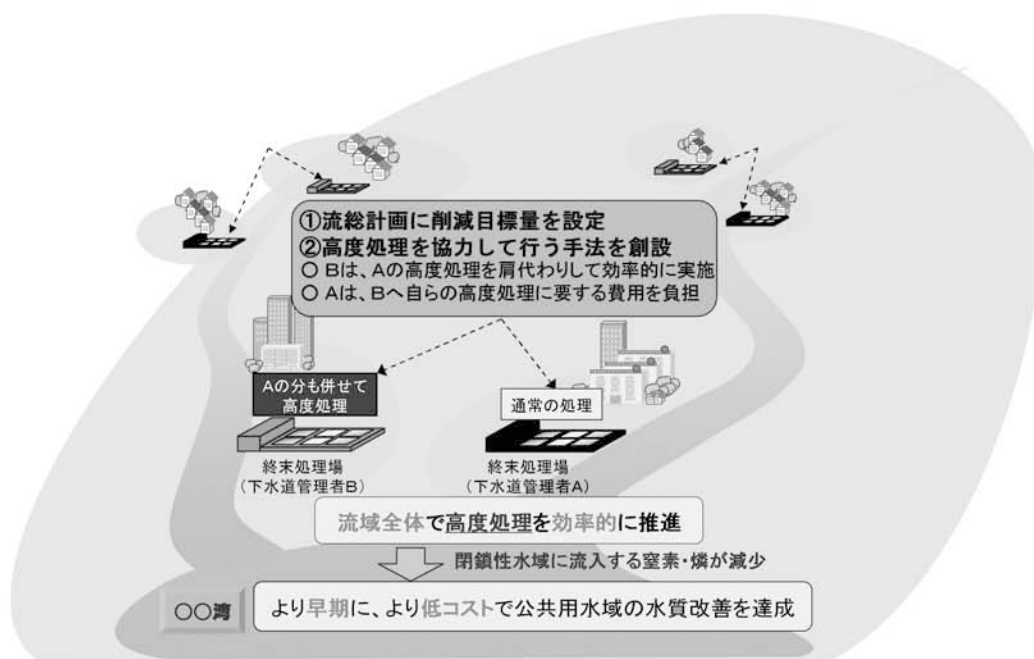 ①流総計画に削減目標量を設定
②高度処理を協力して行う手法を創設
○ Bは、Aの高度処理を肩代わりして効率的に実施
○ Aは、Bへ自らの高度処理に要する費用を負担
Aの分も併せて
高度処理
通常の処理
終末処理場
(下水道管理者B)
終末処理場
(下水道管理者A)
流域全体で高度処理を効率的に推進
閉鎖性水域に流入する窒素・燐が減少
○○湾
より早期に、より低コストで公共用水域の水質改善を達成